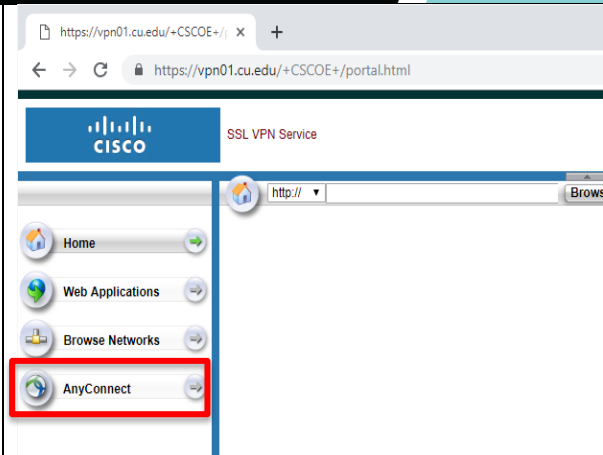 https://vpn01.cu.edu/+CSCOE+/
https://vpn01.cu.edu/+CSCOE+/portal.html
CISCO
SSL VPN Service
http://
Brows
Home
Web Applications
Browse Networks
AnyConnect